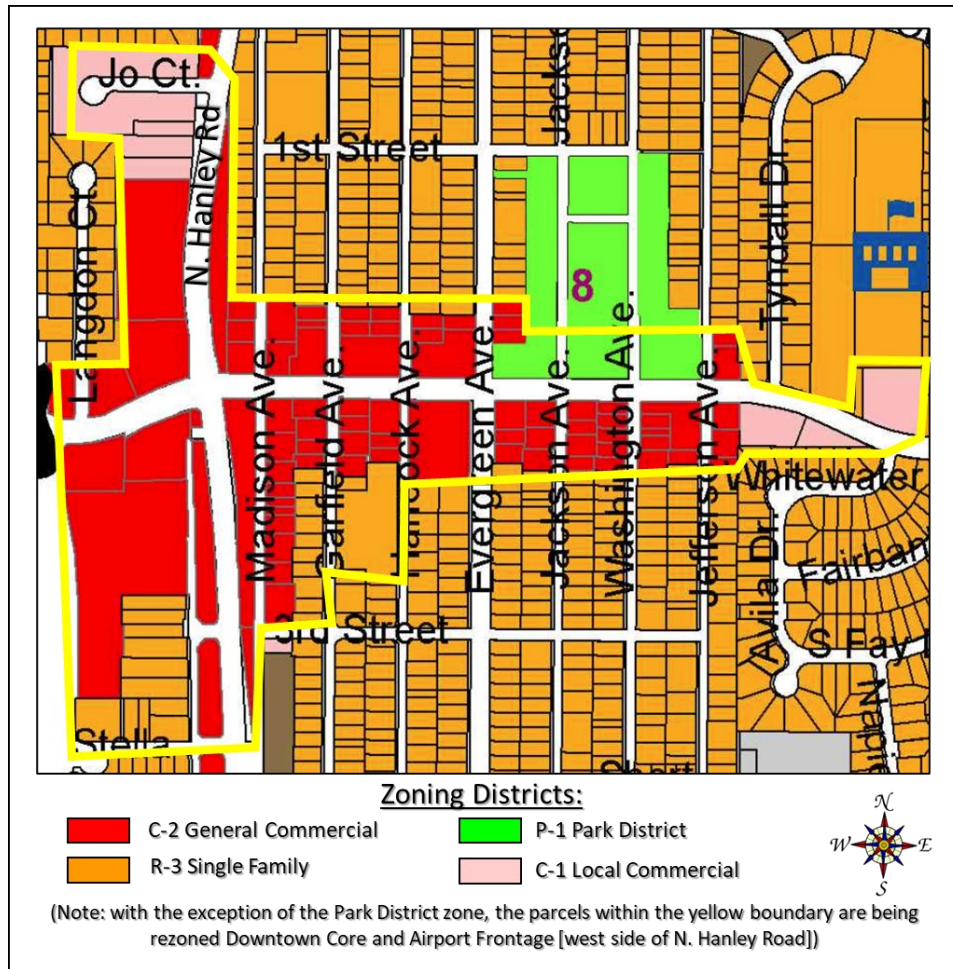 Jo Ct.
N. Hanley Rd
1st Street
Jackso
Tyndall Dr.
Langdon Ct.
8
Madison Ave.
Garfield Ave.
Evergreen Ave.
Jackson Ave.
Washington Ave.
Jefferson Ave.
Whitewater
Fairban
Avila Dr.
3rd Street
S Fay
Stella
Zoning Districts:
C-2 General Commercial
P-1 Park District
R-3 Single Family
C-1 Local Commercial
N
W
E
S
(Note: with the exception of the Park District zone, the parcels within the yellow boundary are being
rezoned Downtown Core and Airport Frontage [west side of N. Hanley Road])